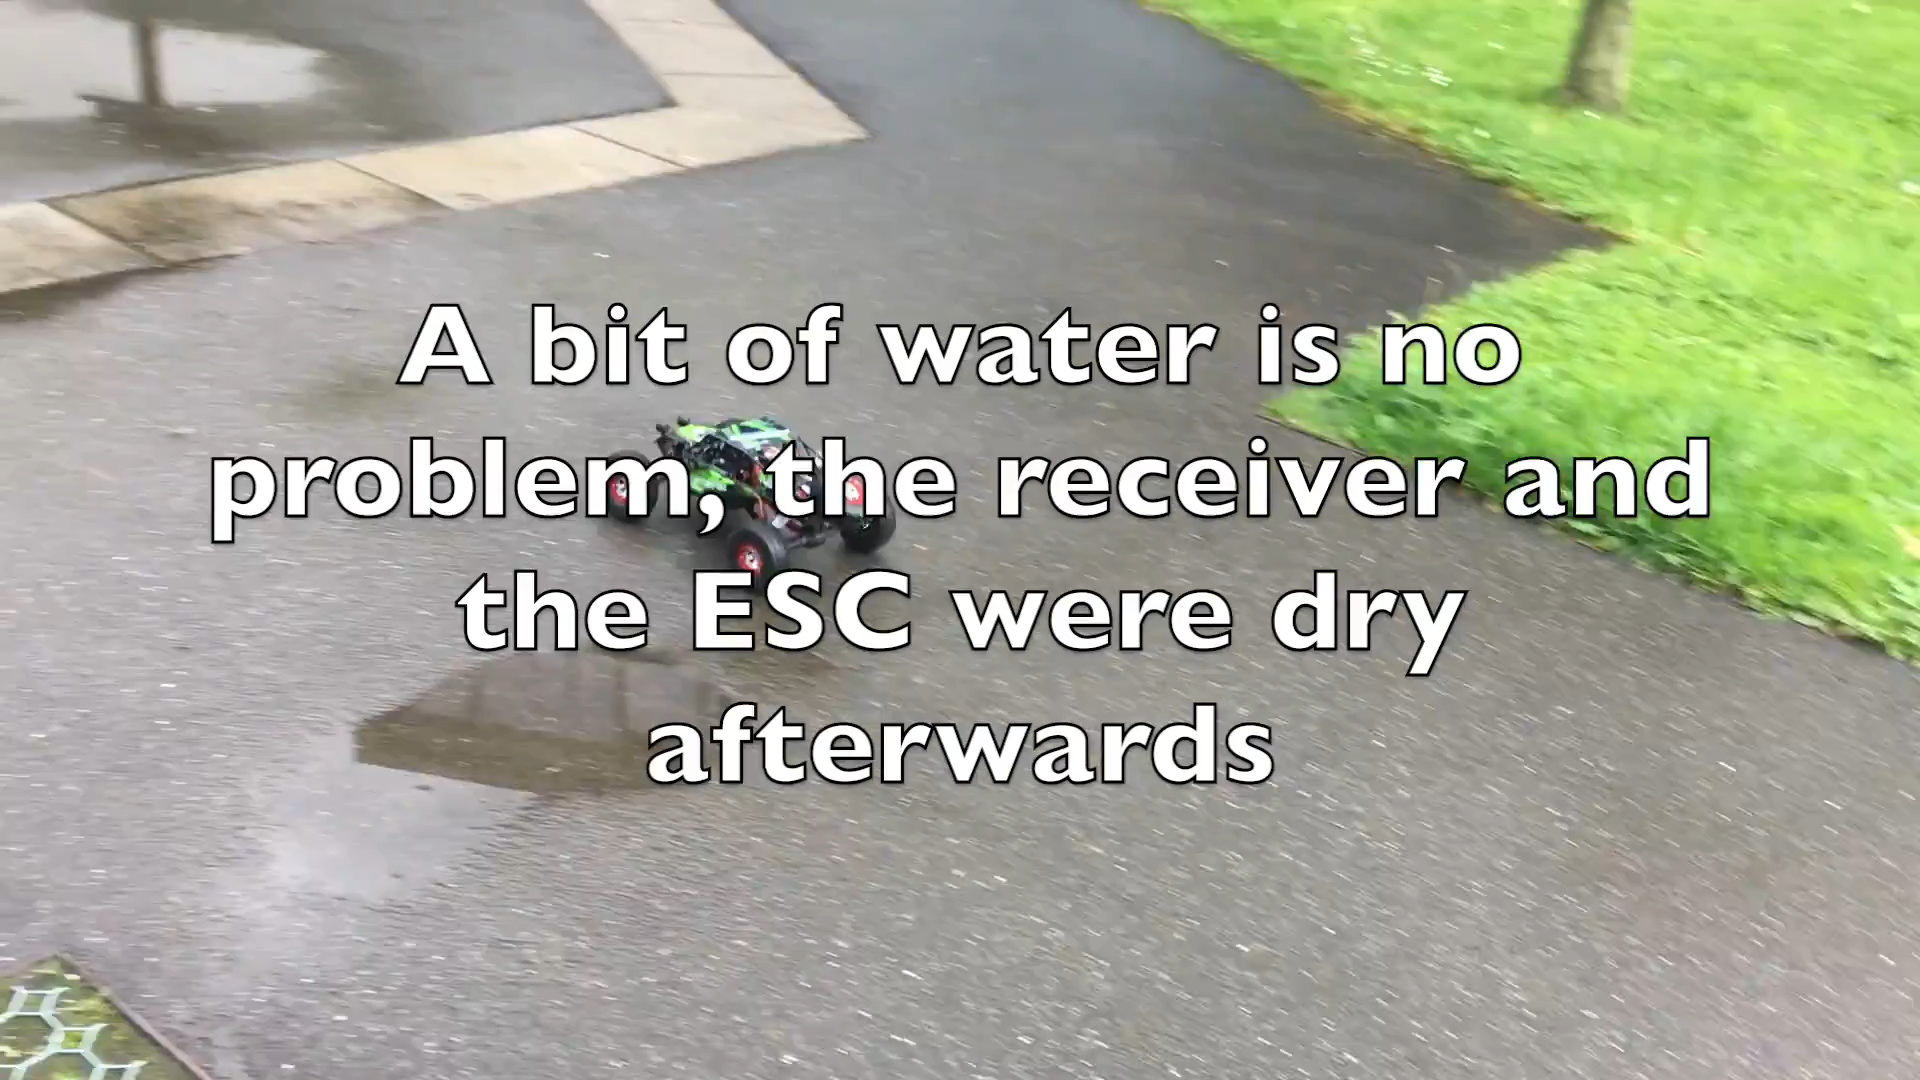 A bit of water is no
problem, the receiver and
the ESC were dry
afterwards